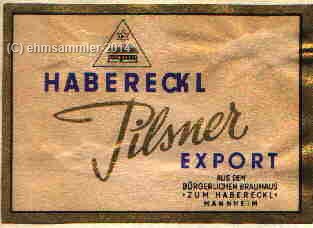 (C) ehmsammler-2014
HABERECKL
Pilsner
EXPORT
AUS DEM
BÜRGERLICHEN BRAUHAUS
•ZUM HABERECKL•
MANNHEIM